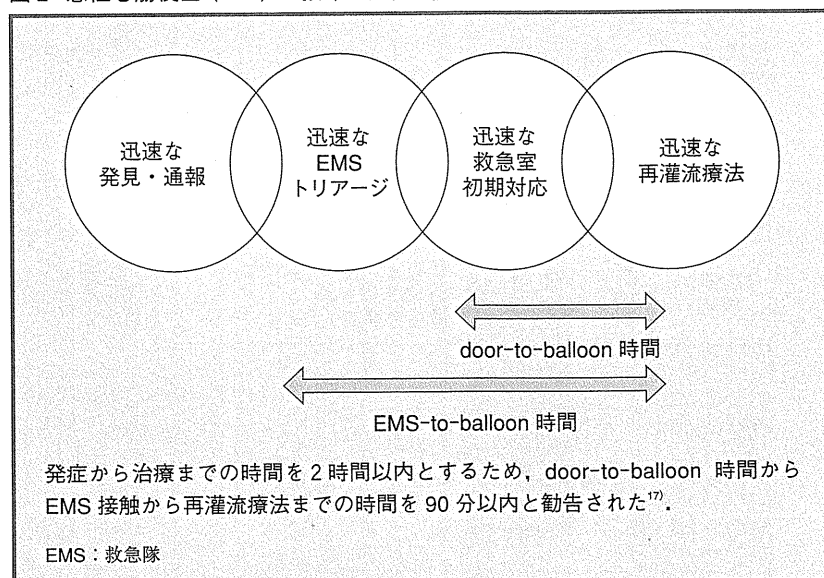 迅速な
発見・通報
迅速な
EMS
トリアージ
迅速な
救急室
初期対応
迅速な
再灌流療法
door-to-balloon 時間
EMS-to-balloon 時間
発症から治療までの時間を2時間以内とするため，door-to-balloon 時間から
EMS 接触から再灌流療法までの時間を 90 分以内と勧告された¹⁷⁾．
EMS：救急隊